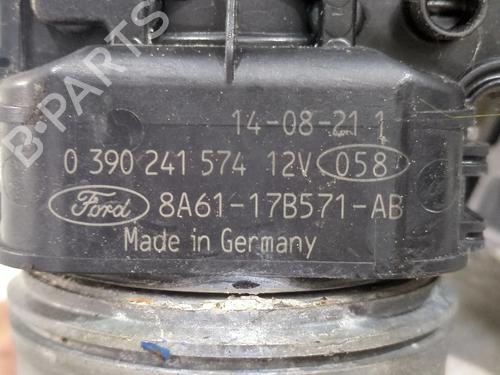 14-08-21 1
0 390 241 574 12V 058
Ford 8A61-17B571-AB
Made in Germany
B-PARTS